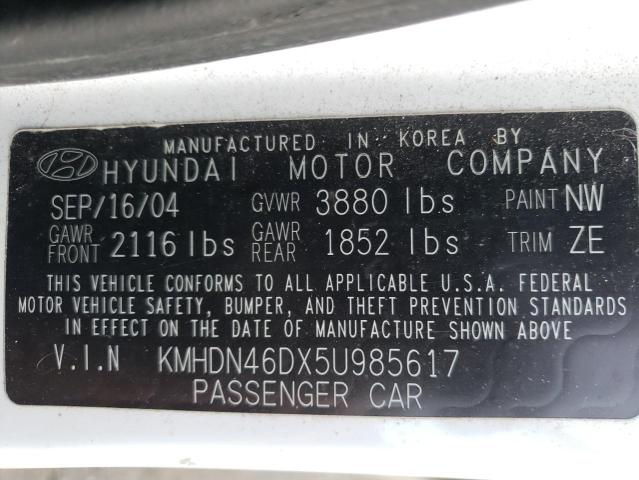 MANUFACTURED IN KOREA BY
HYUNDAI MOTOR COMPANY
SEP/16/04 GVWR 3880 lbs PAINT NW
GAWR FRONT 2116 lbs GAWR REAR 1852 lbs TRIM ZE
THIS VEHICLE CONFORMS TO ALL APPLICABLE U.S.A. FEDERAL
MOTOR VEHICLE SAFETY, BUMPER, AND THEFT PREVENTION STANDARDS
IN EFFECT ON THE DATE OF MANUFACTURE SHOWN ABOVE
V.I.N KMHDN46DX5U985617
PASSENGER CAR